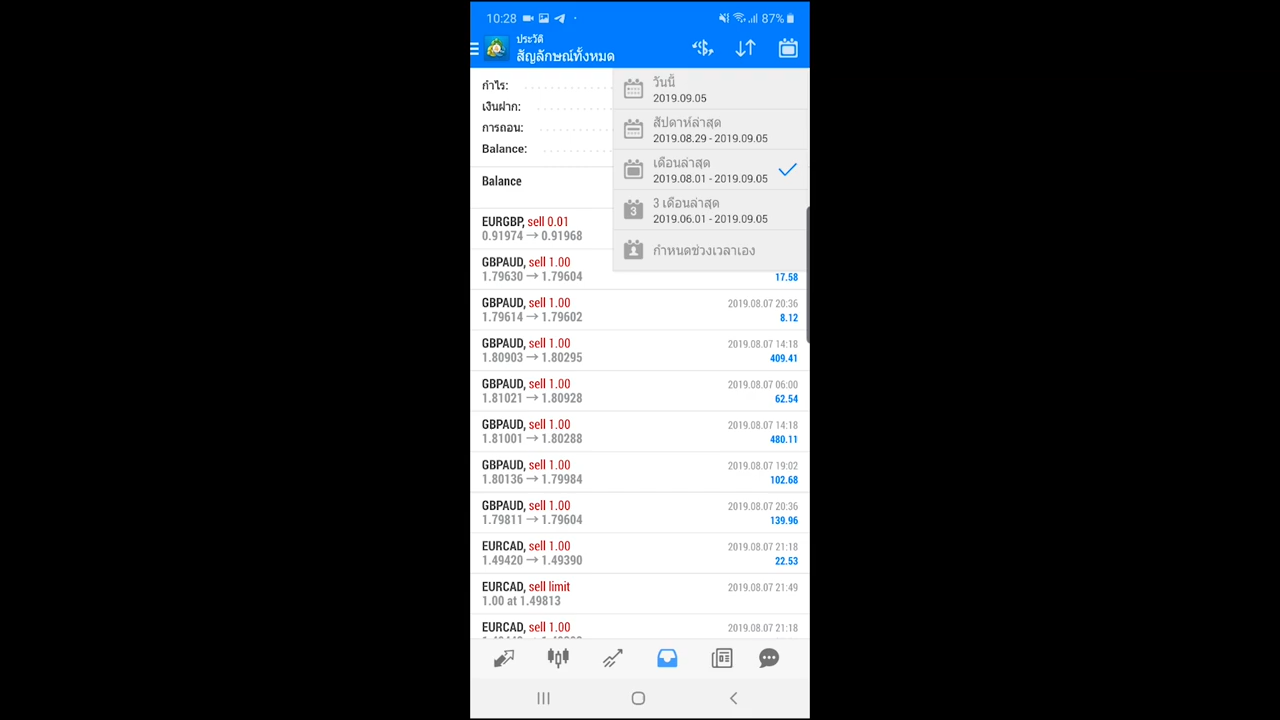 10:28
87%
ประวัติ
สัญลักษณ์ทั้งหมด
กำไร:
เงินฝาก:
การถอน:
Balance:
Balance
วันนี้
2019.09.05
สัปดาห์ล่าสุด
2019.08.29 - 2019.09.05
เดือนล่าสุด
2019.08.01 - 2019.09.05
3
3 เดือนล่าสุด
2019.06.01 - 2019.09.05
กำหนดช่วงเวลาเอง
EURGBP, sell 0.01
0.91974 → 0.91968
GBPAUD, sell 1.00
1.79630 → 1.79604
17.58
GBPAUD, sell 1.00
2019.08.07 20:36
1.79614 → 1.79602
8.12
GBPAUD, sell 1.00
2019.08.07 14:18
1.80903 → 1.80295
409.41
GBPAUD, sell 1.00
2019.08.07 06:00
1.81021 → 1.80928
62.54
GBPAUD, sell 1.00
2019.08.07 14:18
1.81001 → 1.80288
480.11
GBPAUD, sell 1.00
2019.08.07 19:02
1.80136 → 1.79984
102.68
GBPAUD, sell 1.00
2019.08.07 20:36
1.79811 → 1.79604
139.96
EURCAD, sell 1.00
2019.08.07 21:18
1.49420 → 1.49390
22.53
EURCAD, sell limit
2019.08.07 21:49
1.00 at 1.49813
EURCAD, sell 1.00
2019.08.07 21:18